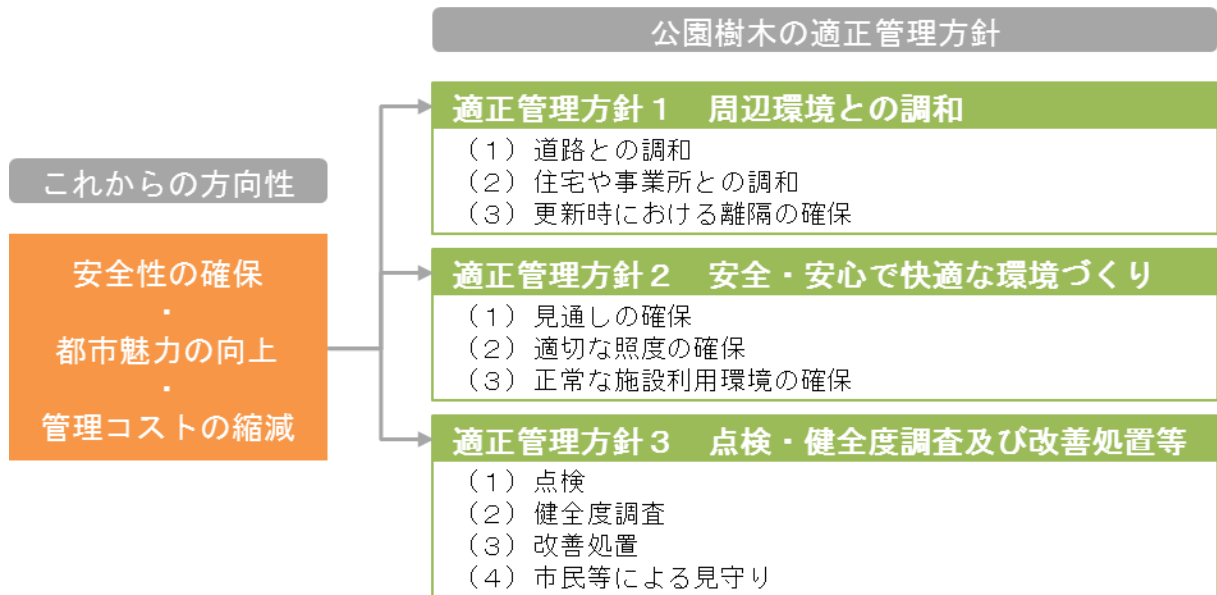 公園樹木の適正管理方針
これからの方向性
安全性の確保
・
都市魅力の向上
・
管理コストの縮減
適正管理方針１　周辺環境との調和
（１）道路との調和
（２）住宅や事業所との調和
（３）更新時における離隔の確保
適正管理方針２　安全・安心で快適な環境づくり
（１）見通しの確保
（２）適切な照度の確保
（３）正常な施設利用環境の確保
適正管理方針３　点検・健全度調査及び改善処置等
（１）点検
（２）健全度調査
（３）改善処置
（４）市民等による見守り